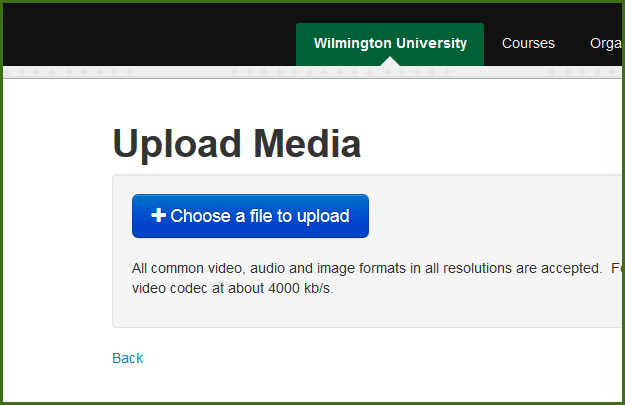 Wilmington University Courses
Upload Media
+ Choose a file to upload
All common video, audio and image formats in all resolutions are accepted.
video codec at about 4000 kb/s.
Back